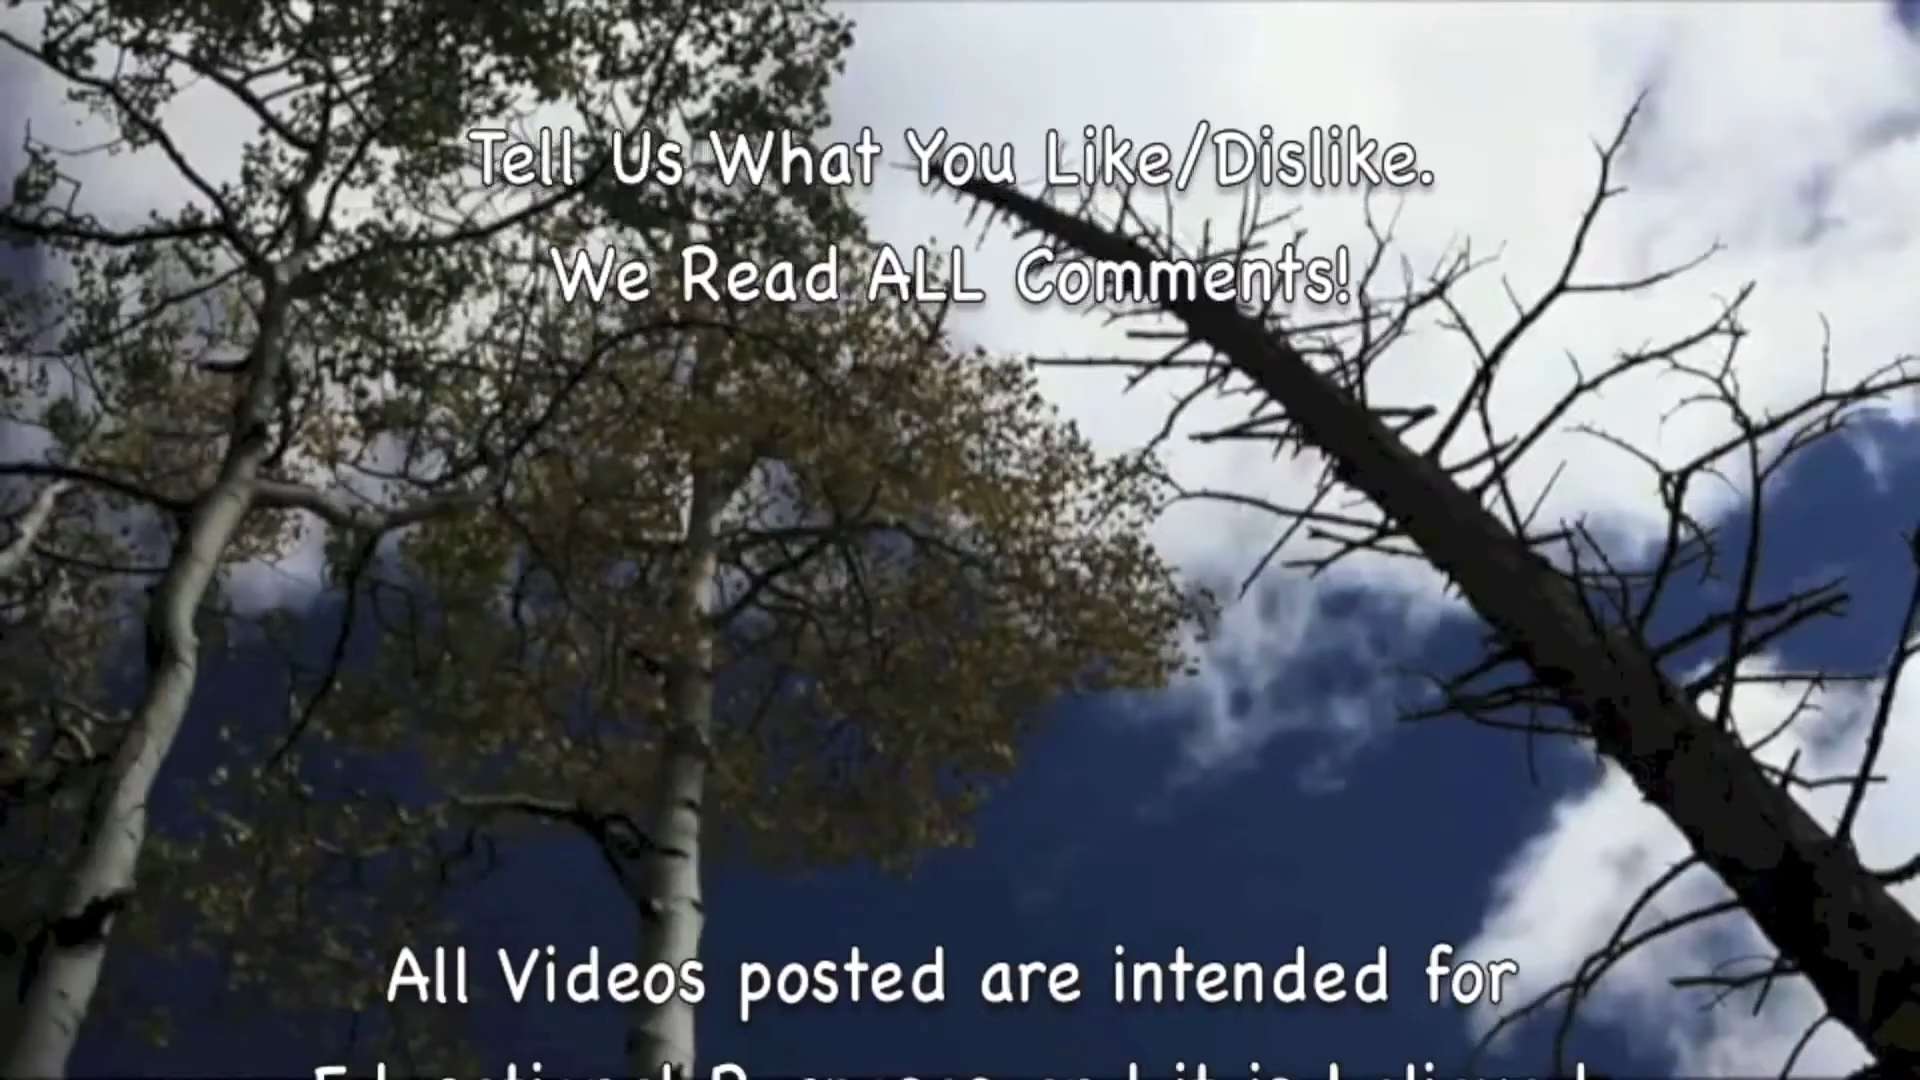 Tell Us What You Like/Dislike.
We Read ALL Comments!
All Videos posted are intended for